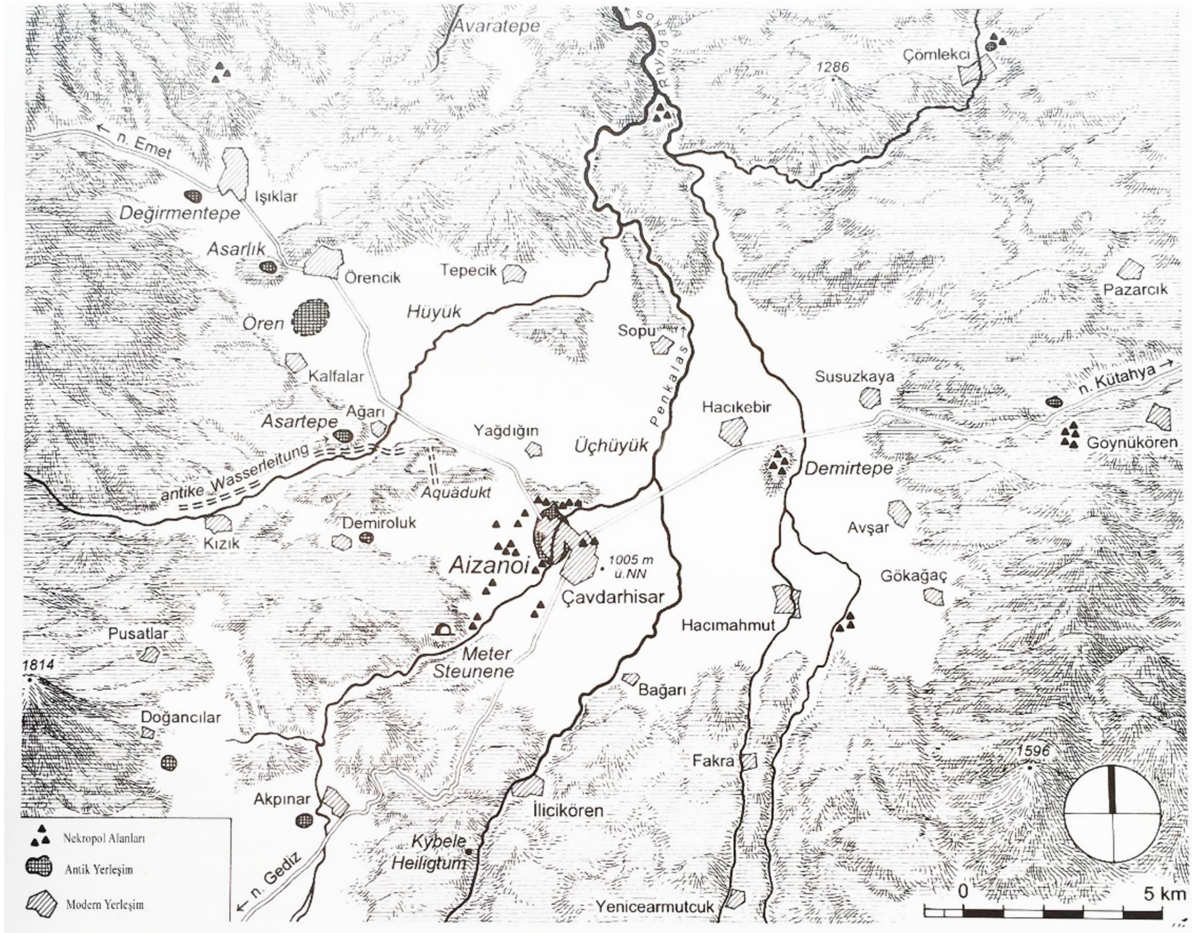 Avaratepe
Rhyndakos
Çömlekci
1286
← n. Emet
Işıklar
Değirmentepe
Asarlık
Örencik
Tepecik
Pazarcık
Hüyük
Ören
Sopu
Penkalas →
Kalfalar
Susuzkaya
n. Kütahya →
Asartepe
Ağarı
Hacıkebir
Yağdığın
Üçhüyük
Göynükören
antike Wasserleitung →
Demirtepe
Aquädukt
Demiroluk
Avşar
Kızık
Aizanoi
1005 m
ü.NN
Gökağaç
Çavdarhisar
Hacımahmut
Pusatlar
Meter
Steunene
1814
Bağarı
Doğancılar
1596
Fakra
Akpınar
İlicikören
Kybele
Heiligtum
← n. Gediz
Yenicearmutcuk
Nekropol Alanları
Antik Yerleşim
Modern Yerleşim
0 5 km